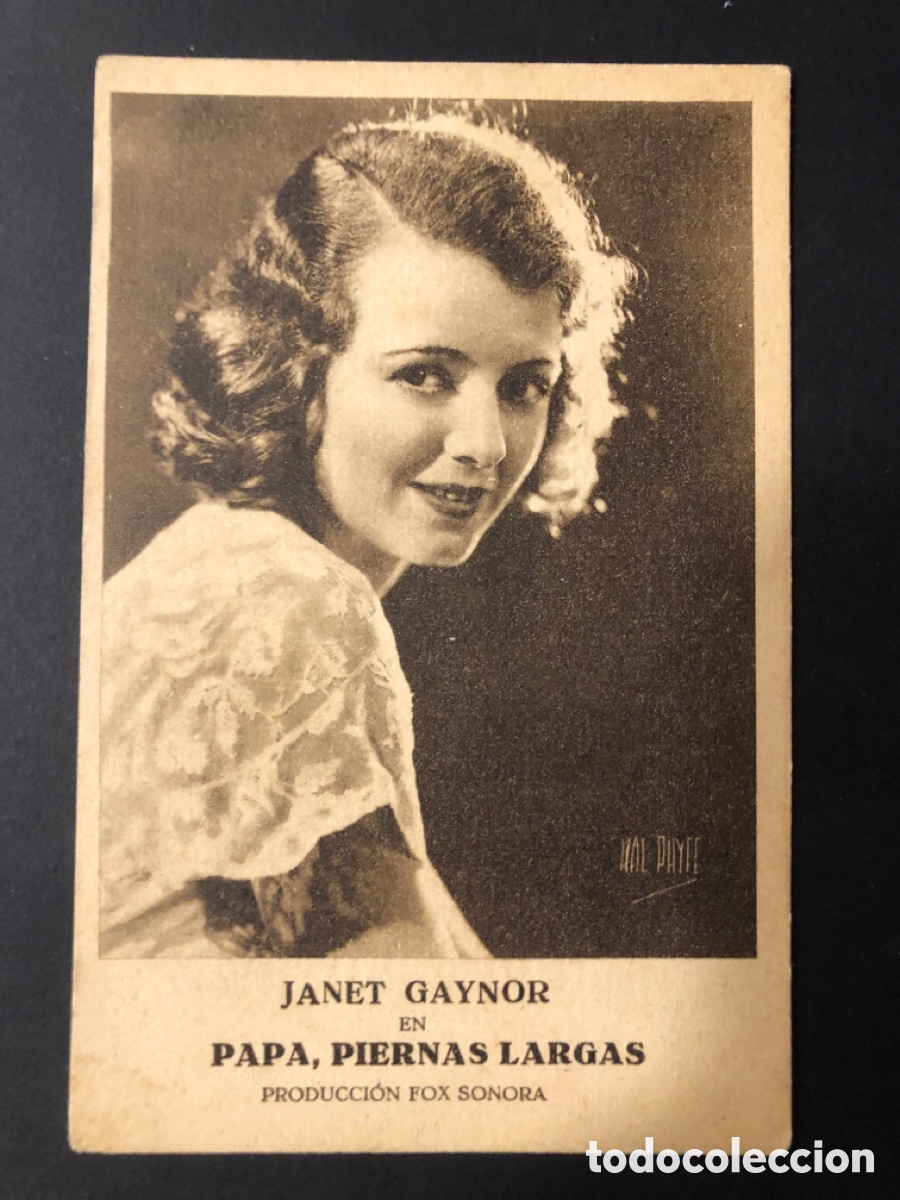 HAL PHYFE
JANET GAYNOR
EN
PAPA, PIERNAS LARGAS
PRODUCCIÓN FOX SONORA
todocoleccion